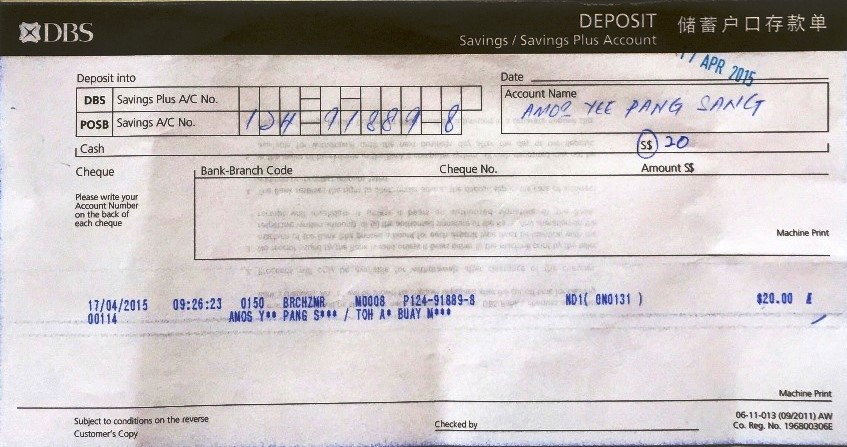 DBS
DEPOSIT 储蓄户口存款单
Savings / Savings Plus Account
17 APR 2015
Deposit into
Date
DBS Savings Plus A/C No.
Account Name
AMOS YEE PANG SANG
POSB Savings A/C No. 124-91889-8
Cash S$ 20
Cheque Bank-Branch Code Cheque No. Amount S$
Please write your
Account Number
on the back of
each cheque
Machine Print
17/04/2015 09:26:23 0150 BRCHZMR M0008 P124-91889-8 ND1( 0N0131 ) $20.00
00114 AMOS Y** PANG S*** / TOH A* BUAY M***
Machine Print
Subject to conditions on the reverse
Customer's Copy
Checked by
06-11-013 (09/2011) AW
Co. Reg. No. 196800306E